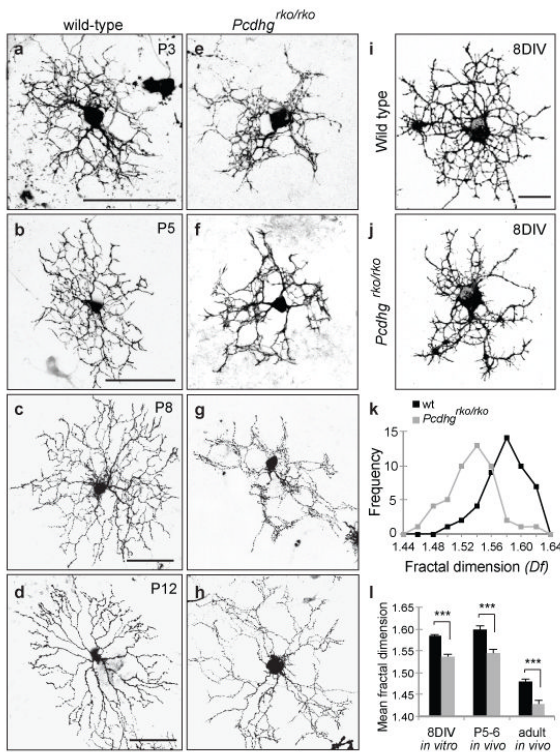 wild-type
Pcdhg rko/rko
a
P3
e
i
8DIV
Wild type
b
P5
f
j
8DIV
Pcdhg rko/rko
c
P8
g
k
wt
Pcdhg rko/rko
Frequency
15
10
5
0
1.44 1.48 1.52 1.56 1.60 1.64
Fractal dimension (Df)
d
P12
h
l
Mean fractal dimension
1.65
1.60
1.55
1.50
1.45
1.40
***
***
***
8DIV P5-6 adult
in vitro in vivo in vivo